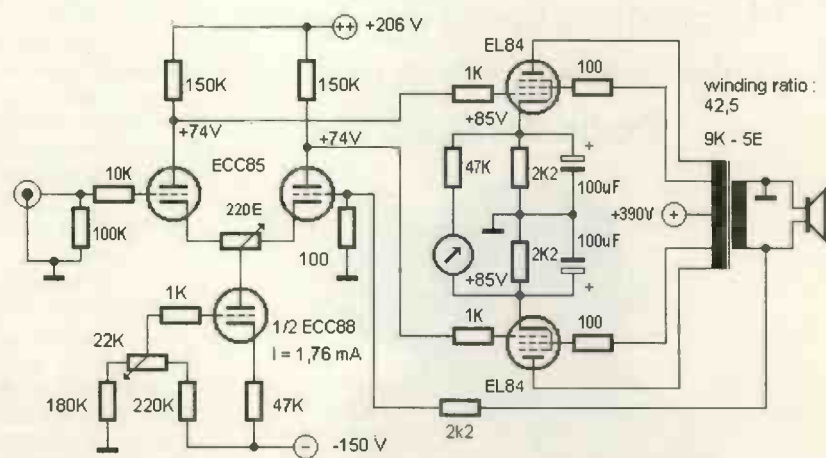 +206 V
EL84
150K
150K
1K
100
winding ratio :
42,5
+74V
+74V
+85V
9K - 5E
ECC85
10K
47K
2K2
100uF
+
220E
100K
100
+390V
2K2
100uF
+85V
+
1K
1/2 ECC88
I = 1,76 mA
1K
100
22K
EL84
180K
220K
47K
2k2
-150 V